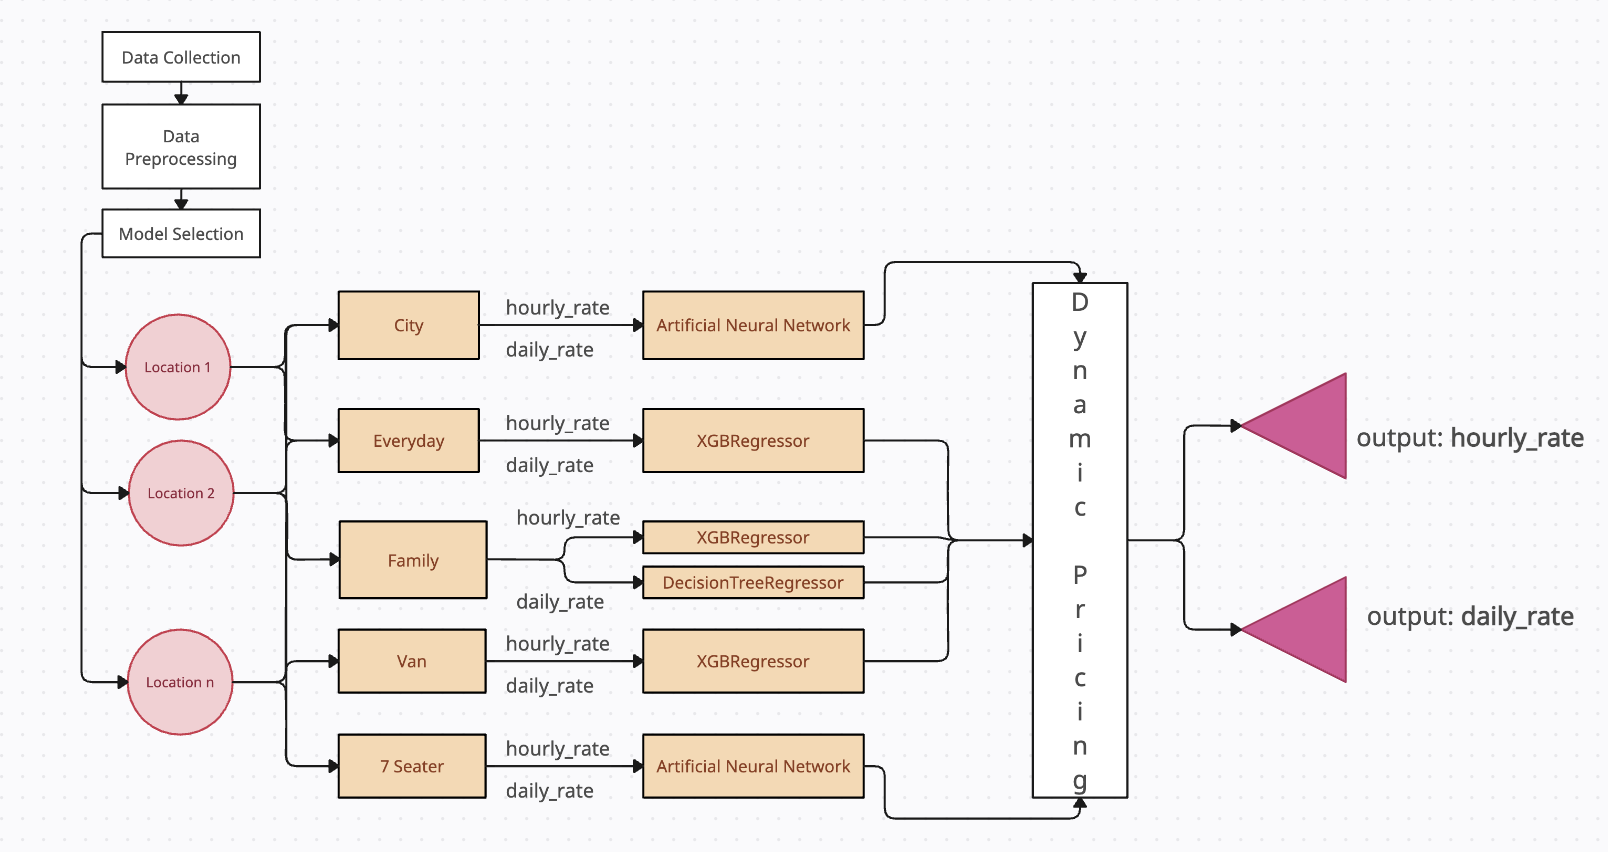 Data Collection
Data
Preprocessing
Model Selection
Location 1
Location 2
Location n
City
hourly_rate
daily_rate
Artificial Neural Network
Everyday
hourly_rate
daily_rate
XGBRegressor
Family
hourly_rate
daily_rate
XGBRegressor
DecisionTreeRegressor
Van
hourly_rate
daily_rate
XGBRegressor
7 Seater
hourly_rate
daily_rate
Artificial Neural Network
Dynamic Pricing
output: hourly_rate
output: daily_rate